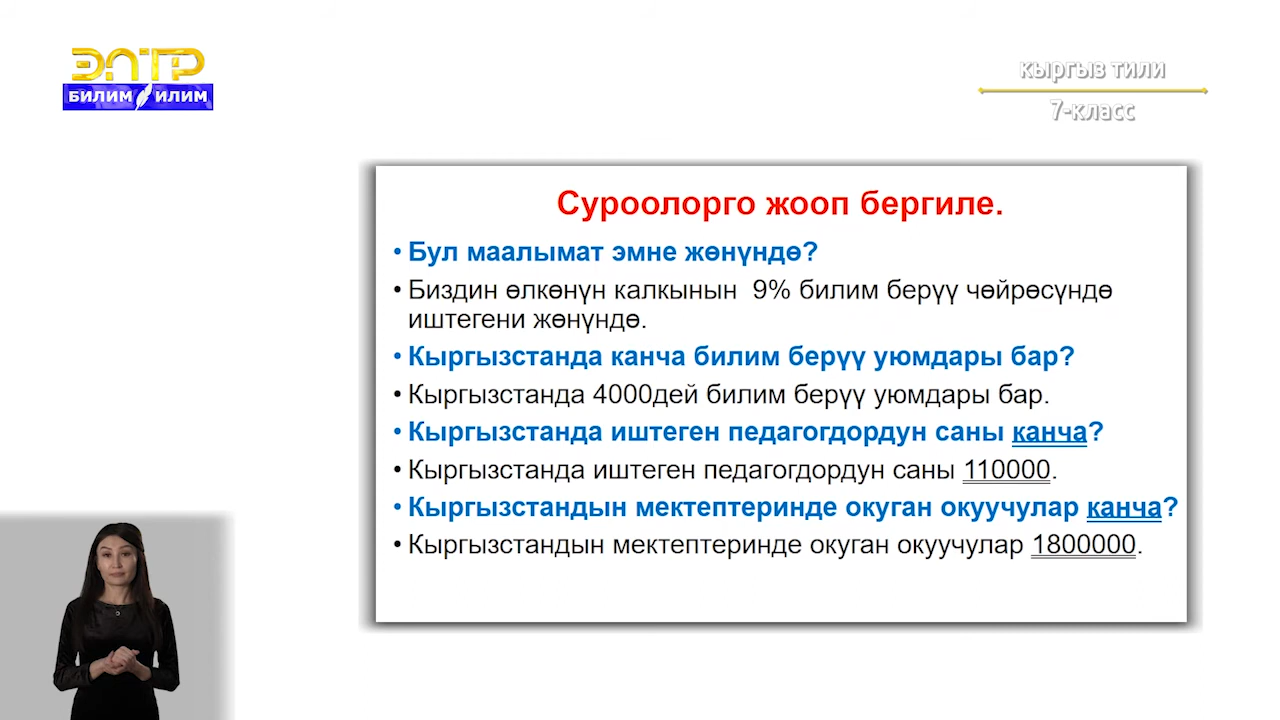 ЭЛТР
БИЛИМ ИЛИМ
кыргыз тили
7-класс
Суроолорго жооп бергиле.
• Бул маалымат эмне жөнүндө?
• Биздин өлкөнүн калкынын 9% билим берүү чөйрөсүндө
иштегени жөнүндө.
• Кыргызстанда канча билим берүү уюмдары бар?
• Кыргызстанда 4000дей билим берүү уюмдары бар.
• Кыргызстанда иштеген педагогдордун саны канча?
• Кыргызстанда иштеген педагогдордун саны 110000.
• Кыргызстандын мектептеринде окуган окуучулар канча?
• Кыргызстандын мектептеринде окуган окуучулар 1800000.